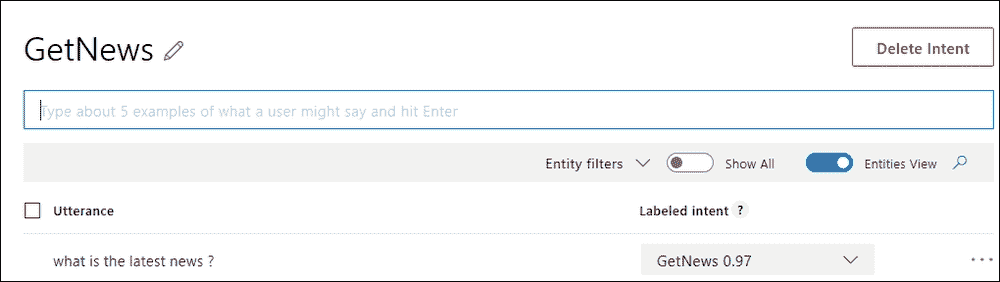 GetNews
Delete Intent
Type about 5 examples of what a user might say and hit Enter
Entity filters Show All Entities View
Utterance Labeled intent ?
what is the latest news ? GetNews 0.97